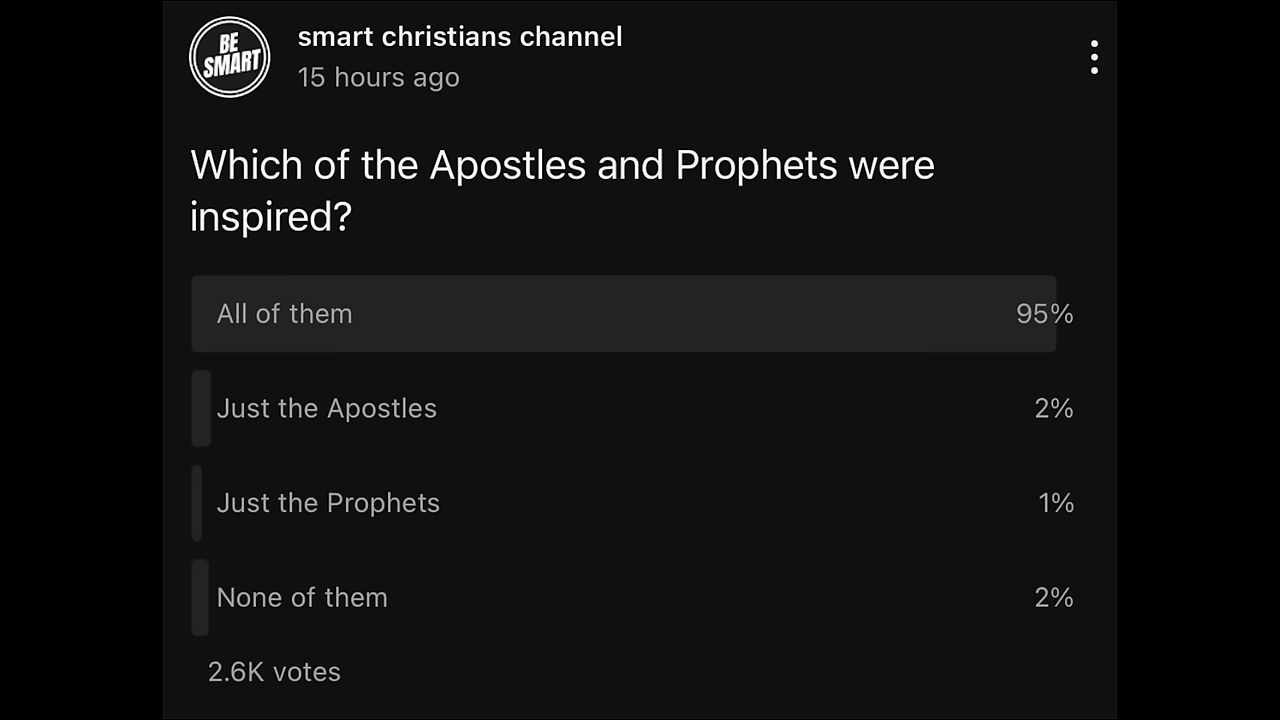 BE
SMART
smart christians channel
15 hours ago
Which of the Apostles and Prophets were
inspired?
All of them 95%
Just the Apostles 2%
Just the Prophets 1%
None of them 2%
2.6K votes